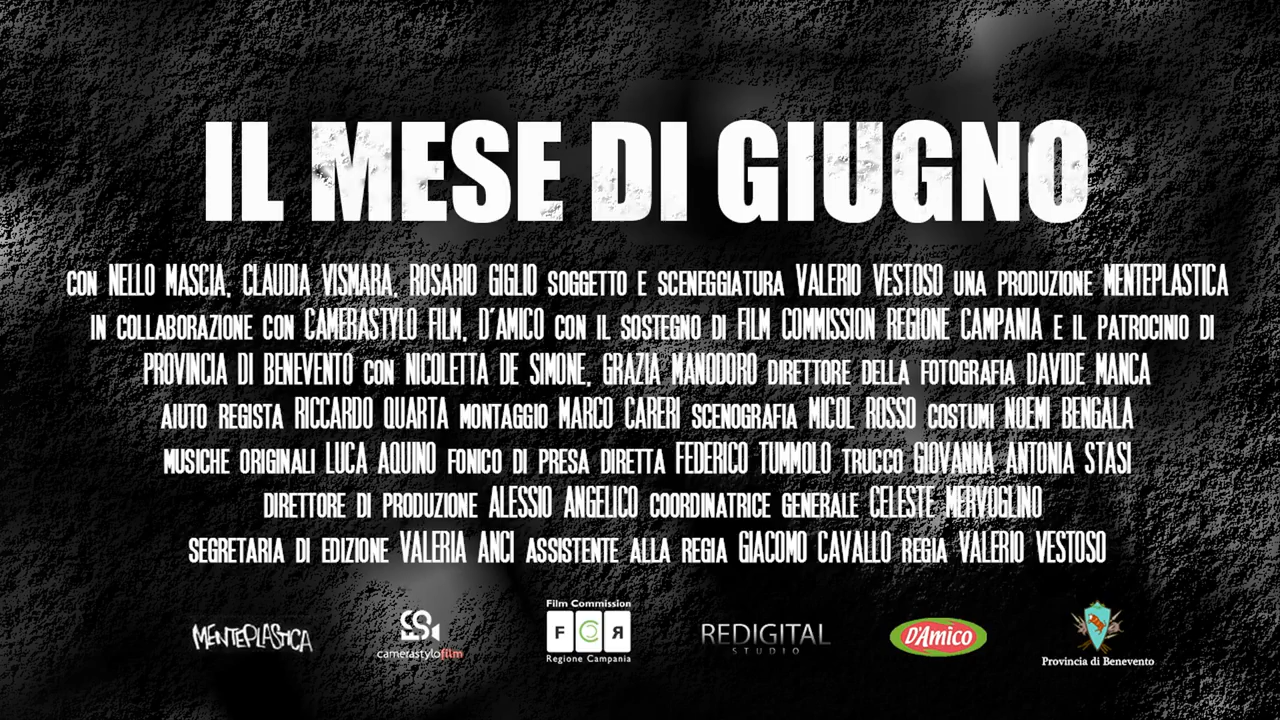 IL MESE DI GIUGNO
CON NELLO MASCIA, CLAUDIA VISMARA, ROSARIO GIGLIO SOGGETTO E SCENEGGIATURA VALERIO VESTOSO UNA PRODUZIONE MENTEPLASTICA
IN COLLABORAZIONE CON CAMERASTYLO FILM, D'AMICO CON IL SOSTEGNO DI FILM COMMISSION REGIONE CAMPANIA E IL PATROCINIO DI
PROVINCIA DI BENEVENTO CON NICOLETTA DE SIMONE, GRAZIA MANODORO DIRETTORE DELLA FOTOGRAFIA DAVIDE MANCA
AIUTO REGISTA RICCARDO QUARTA MONTAGGIO MARCO CARERI SCENOGRAFIA MICOL ROSSO COSTUMI NOEMI BENGALA
MUSICHE ORIGINALI LUCA AQUINO FONICO DI PRESA DIRETTA FEDERICO TUMMOLO TRUCCO GIOVANNA ANTONIA STASI
DIRETTORE DI PRODUZIONE ALESSIO ANGELICO COORDINATRICE GENERALE CELESTE MERVOGLINO
SEGRETARIA DI EDIZIONE VALERIA ANCI ASSISTENTE ALLA REGIA GIACOMO CAVALLO REGIA VALERIO VESTOSO
MENTEPLASTICA
camerastylofilm
Film Commission
FCR
Regione Campania
REDIGITAL
STUDIO
D'Amico
Provincia di Benevento